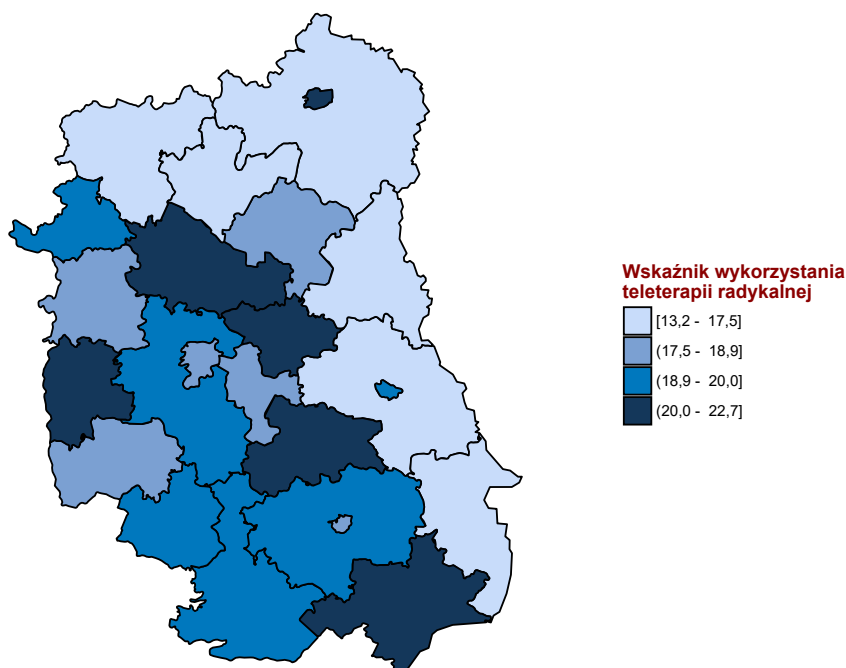 Wskaźnik wykorzystania
teleterapii radykalnej
[13,2 - 17,5]
(17,5 - 18,9]
(18,9 - 20,0]
(20,0 - 22,7]